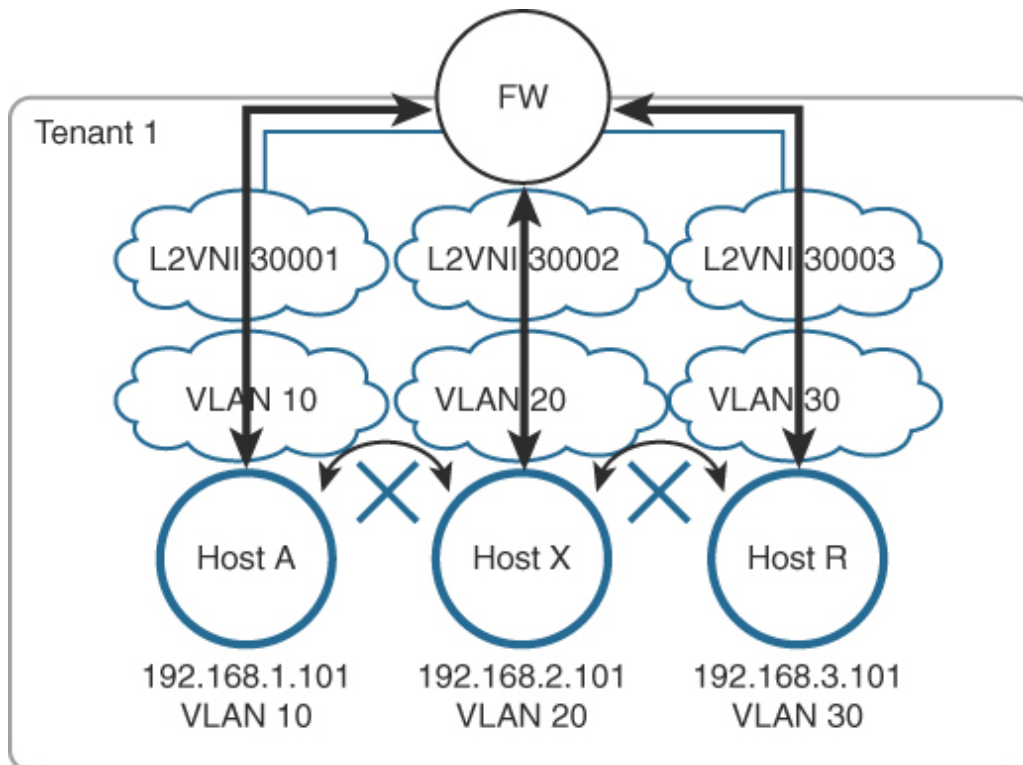 FW
Tenant 1
L2VNI 30001
L2VNI 30002
L2VNI 30003
VLAN 10
VLAN 20
VLAN 30
Host A
Host X
Host R
192.168.1.101
VLAN 10
192.168.2.101
VLAN 20
192.168.3.101
VLAN 30